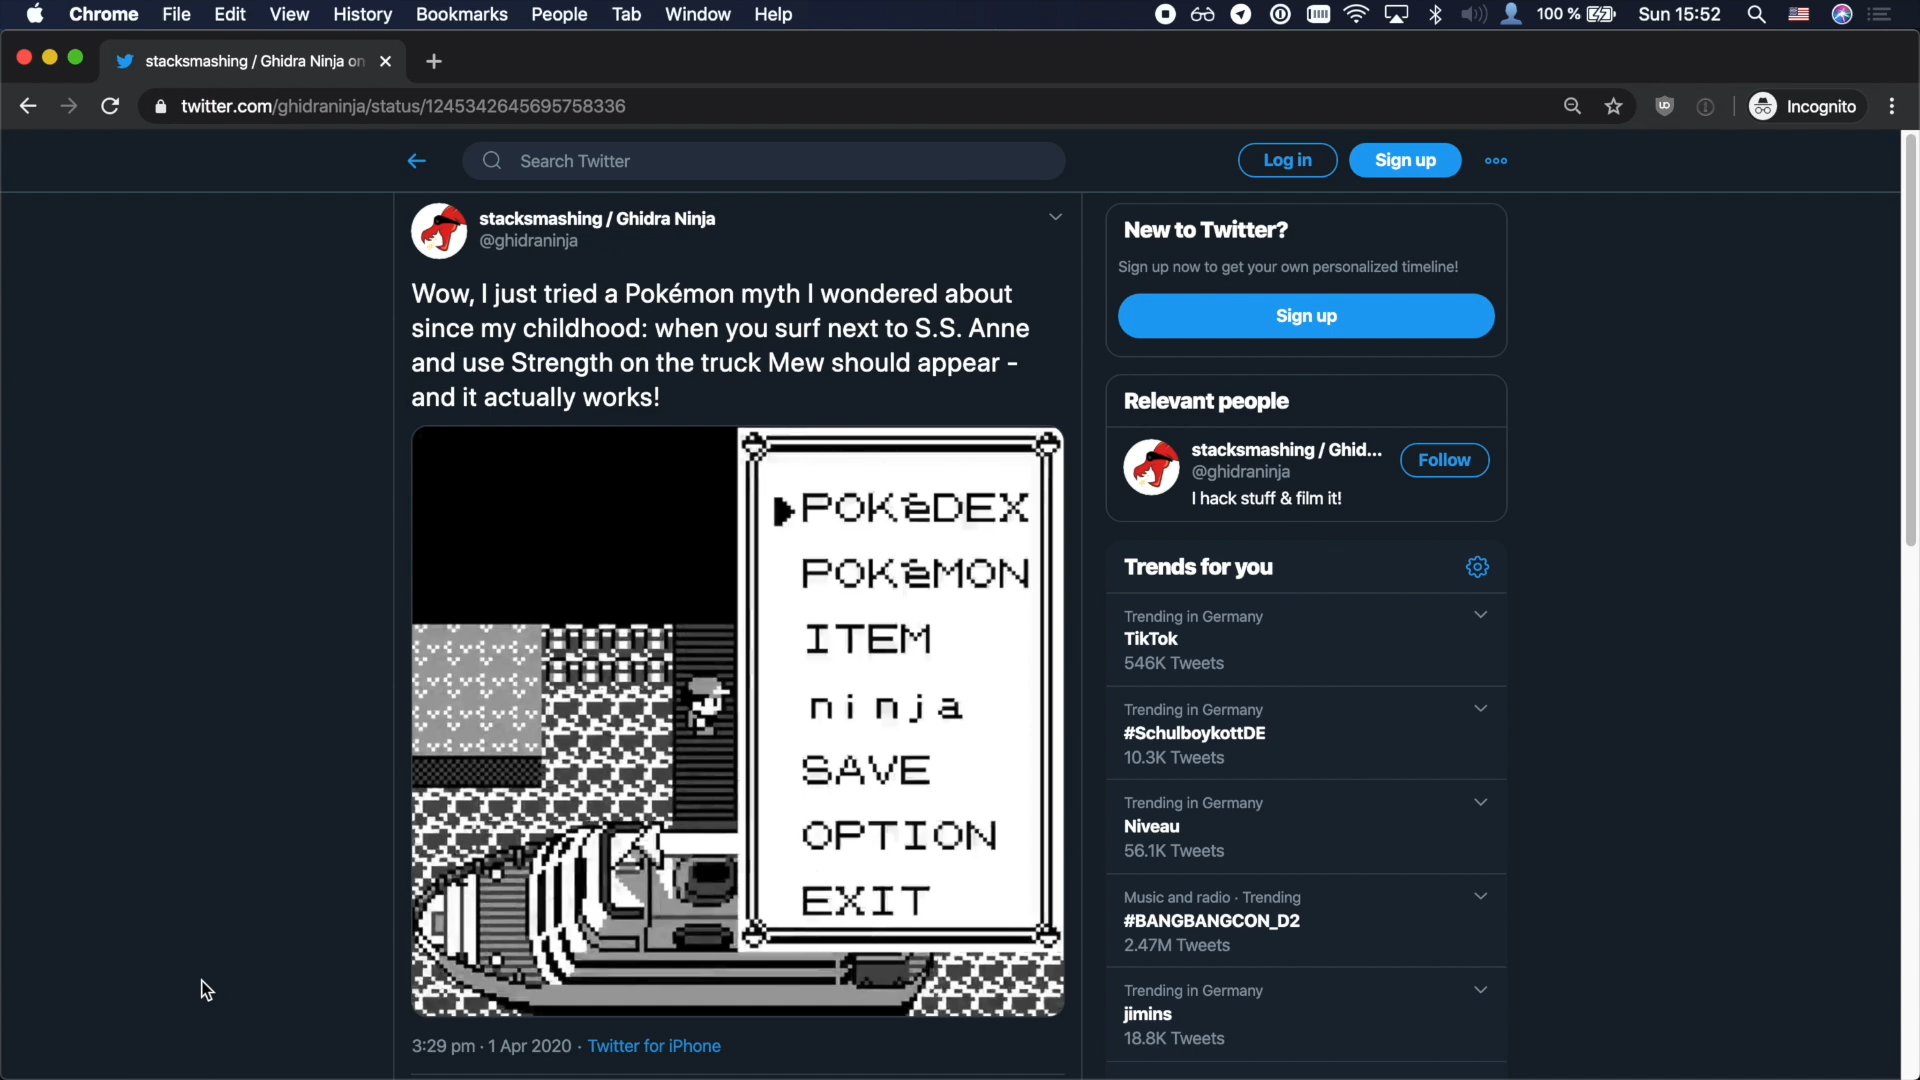 Chrome File Edit View History Bookmarks People Tab Window Help 100 % Sun 15:52
stacksmashing / Ghidra Ninja on
twitter.com/ghidraninja/status/1245342645695758336
Incognito
Search Twitter
Log in
Sign up
stacksmashing / Ghidra Ninja
@ghidraninja
Wow, I just tried a Pokémon myth I wondered about
since my childhood: when you surf next to S.S. Anne
and use Strength on the truck Mew should appear -
and it actually works!
POKéDEX
POKéMON
ITEM
ninja
SAVE
OPTION
EXIT
3:29 pm · 1 Apr 2020 · Twitter for iPhone
New to Twitter?
Sign up now to get your own personalized timeline!
Sign up
Relevant people
stacksmashing / Ghid...
@ghidraninja
Follow
I hack stuff & film it!
Trends for you
Trending in Germany
TikTok
546K Tweets
Trending in Germany
#SchulboykottDE
10.3K Tweets
Trending in Germany
Niveau
56.1K Tweets
Music and radio · Trending
#BANGBANGCON_D2
2.47M Tweets
Trending in Germany
jimins
18.8K Tweets